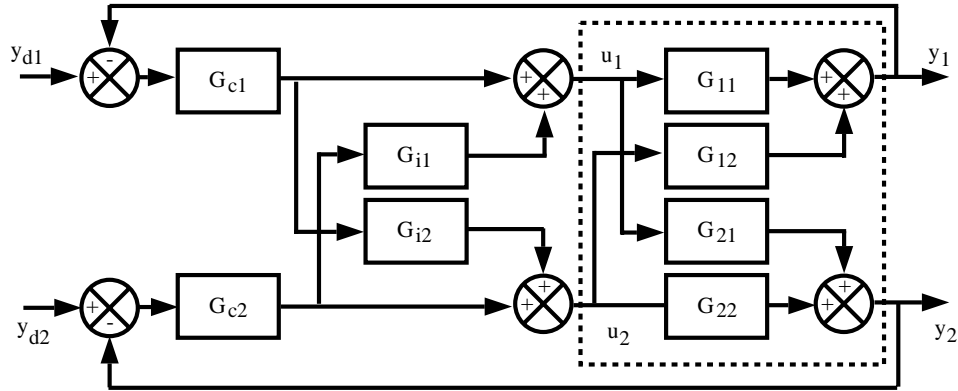 y_d1
+
-
G_c1
+
+
u_1
G_11
+
+
y_1
G_i1
G_12
G_i2
G_21
y_d2
+
-
G_c2
+
+
u_2
G_22
+
+
y_2